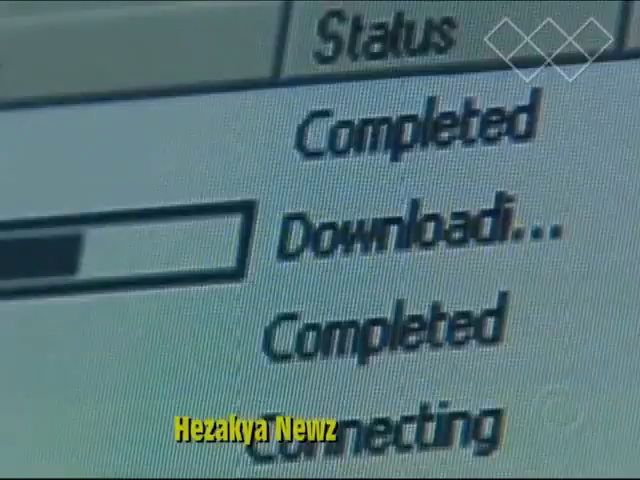 Status
Completed
Downloadi...
Completed
Connecting
Hezakya Newz